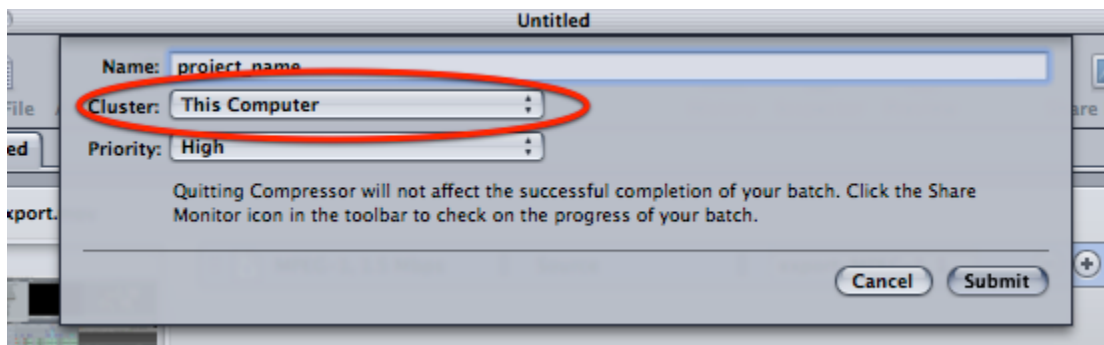 Untitled
Name: project_name
File
are
Cluster: This Computer
ed
Priority: High
Quitting Compressor will not affect the successful completion of your batch. Click the Share
Monitor icon in the toolbar to check on the progress of your batch.
xport.
Cancel Submit